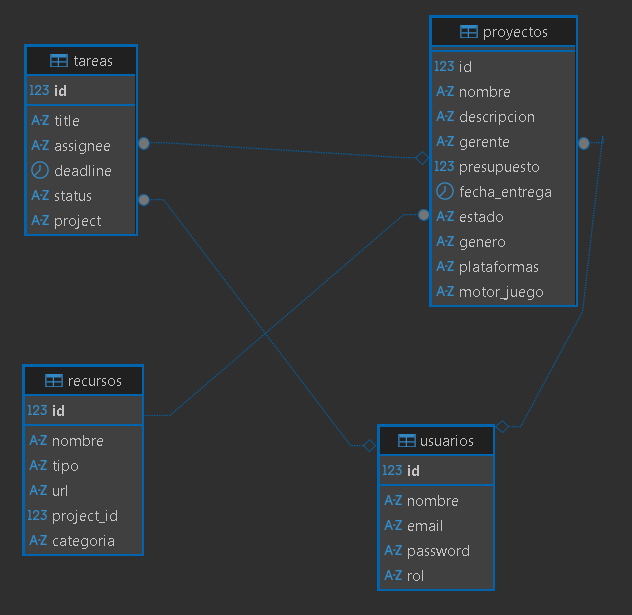 tareas
123 id
A-Z title
A-Z assignee
deadline
A-Z status
A-Z project
proyectos
123 id
A-Z nombre
A-Z descripcion
A-Z gerente
123 presupuesto
fecha_entrega
A-Z estado
A-Z genero
A-Z plataformas
A-Z motor_juego
recursos
123 id
A-Z nombre
A-Z tipo
A-Z url
123 project_id
A-Z categoria
usuarios
123 id
A-Z nombre
A-Z email
A-Z password
A-Z rol